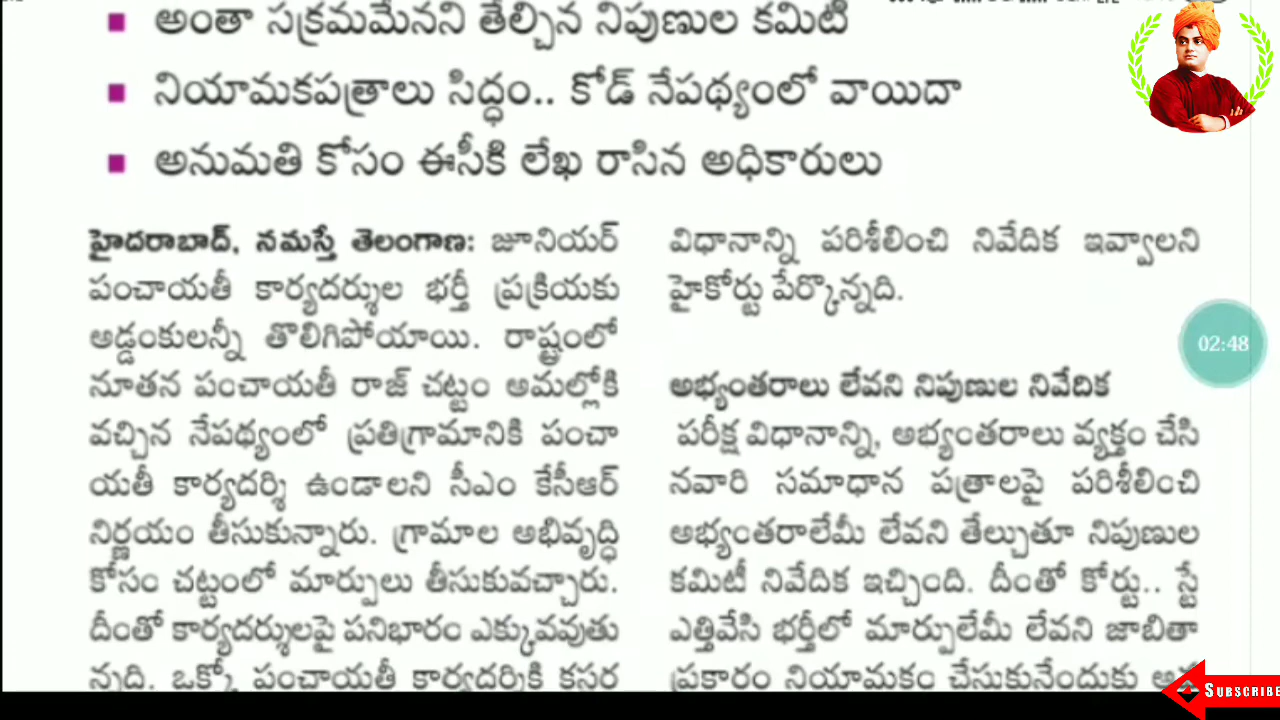 అంతా సక్రమమేనని తేల్చిన నిపుణుల కమిటీ
నియామకపత్రాలు సిద్ధం.. కోడ్ నేపథ్యంలో వాయిదా
అనుమతి కోసం ఈసీకి లేఖ రాసిన అధికారులు
హైదరాబాద్, నమస్తే తెలంగాణ: జూనియర్
పంచాయతీ కార్యదర్శుల భర్తీ ప్రక్రియకు
అడ్డంకులన్నీ తొలిగిపోయాయి. రాష్ట్రంలో
నూతన పంచాయతీ రాజ్ చట్టం అమల్లోకి
వచ్చిన నేపథ్యంలో ప్రతిగ్రామానికి పంచా
యతీ కార్యదర్శి ఉండాలని సీఎం కేసీఆర్
నిర్ణయం తీసుకున్నారు. గ్రామాల అభివృద్ధి
కోసం చట్టంలో మార్పులు తీసుకువచ్చారు.
దీంతో కార్యదర్శులపై పనిభారం ఎక్కువవుతు
న్నది. ఒక్కో పంచాయతీ కార్యదర్శికి కసర
విధానాన్ని పరిశీలించి నివేదిక ఇవ్వాలని
హైకోర్టు పేర్కొన్నది.
అభ్యంతరాలు లేవని నిపుణుల నివేదిక
పరీక్ష విధానాన్ని, అభ్యంతరాలు వ్యక్తం చేసి
నవారి సమాధాన పత్రాలపై పరిశీలించి
అభ్యంతరాలేమీ లేవని తేల్చుతూ నిపుణుల
కమిటీ నివేదిక ఇచ్చింది. దీంతో కోర్టు.. స్టే
ఎత్తివేసి భర్తీలో మార్పులేమీ లేవని జాబితా
ప్రకారం నియామకం చేసుకునేందుకు
02:48
SUBSCRIBE